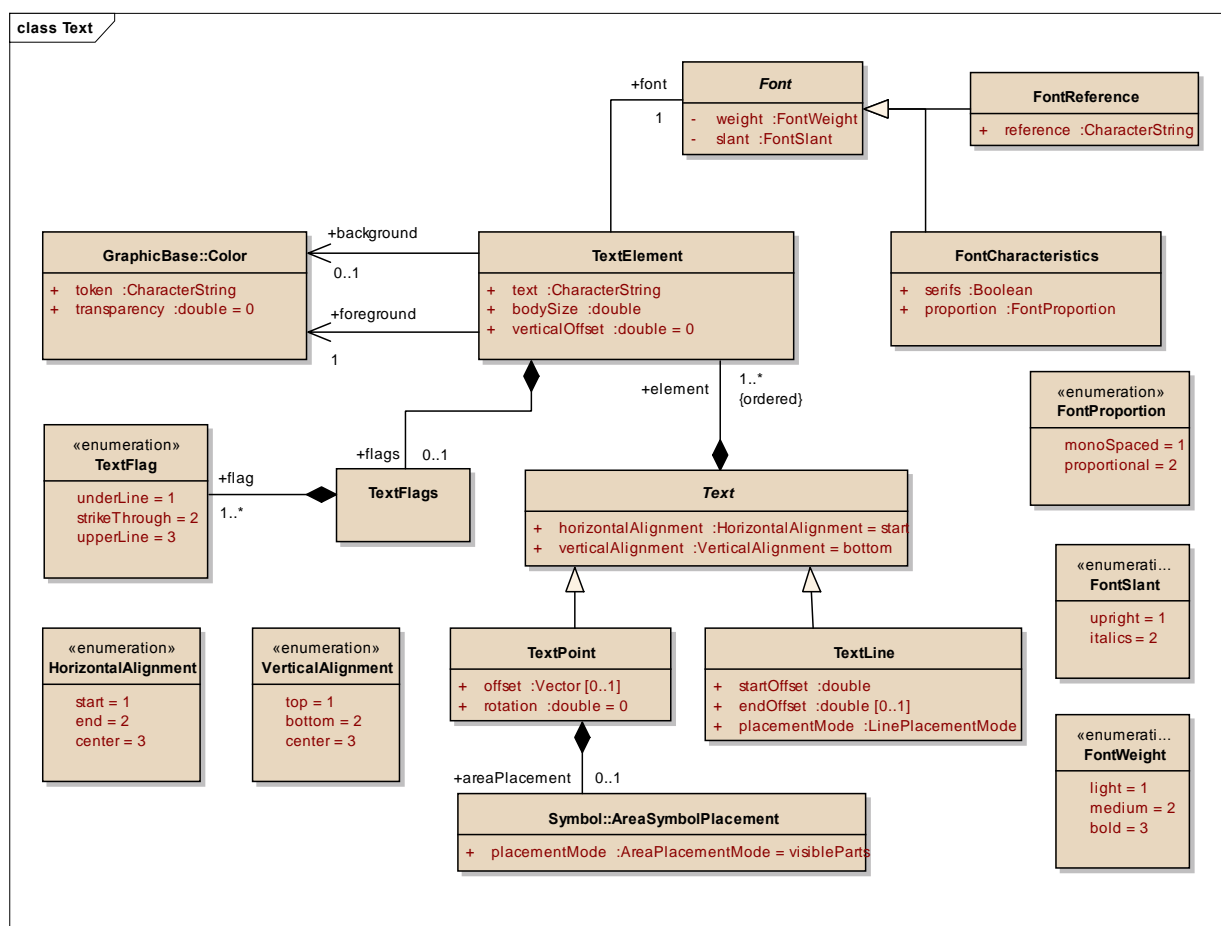 class Text
Font
- weight :FontWeight
- slant :FontSlant
+font
1
FontReference
+ reference :CharacterString
GraphicBase::Color
+ token :CharacterString
+ transparency :double = 0
+background
0..1
+foreground
1
TextElement
+ text :CharacterString
+ bodySize :double
+ verticalOffset :double = 0
FontCharacteristics
+ serifs :Boolean
+ proportion :FontProportion
+element
1..*
{ordered}
«enumeration»
FontProportion
monoSpaced = 1
proportional = 2
«enumeration»
TextFlag
underLine = 1
strikeThrough = 2
upperLine = 3
+flag
1..*
+flags
0..1
TextFlags
Text
+ horizontalAlignment :HorizontalAlignment = start
+ verticalAlignment :VerticalAlignment = bottom
«enumerati...
FontSlant
upright = 1
italics = 2
«enumeration»
HorizontalAlignment
start = 1
end = 2
center = 3
«enumeration»
VerticalAlignment
top = 1
bottom = 2
center = 3
TextPoint
+ offset :Vector [0..1]
+ rotation :double = 0
TextLine
+ startOffset :double
+ endOffset :double [0..1]
+ placementMode :LinePlacementMode
«enumerati...
FontWeight
light = 1
medium = 2
bold = 3
+areaPlacement
0..1
Symbol::AreaSymbolPlacement
+ placementMode :AreaPlacementMode = visibleParts